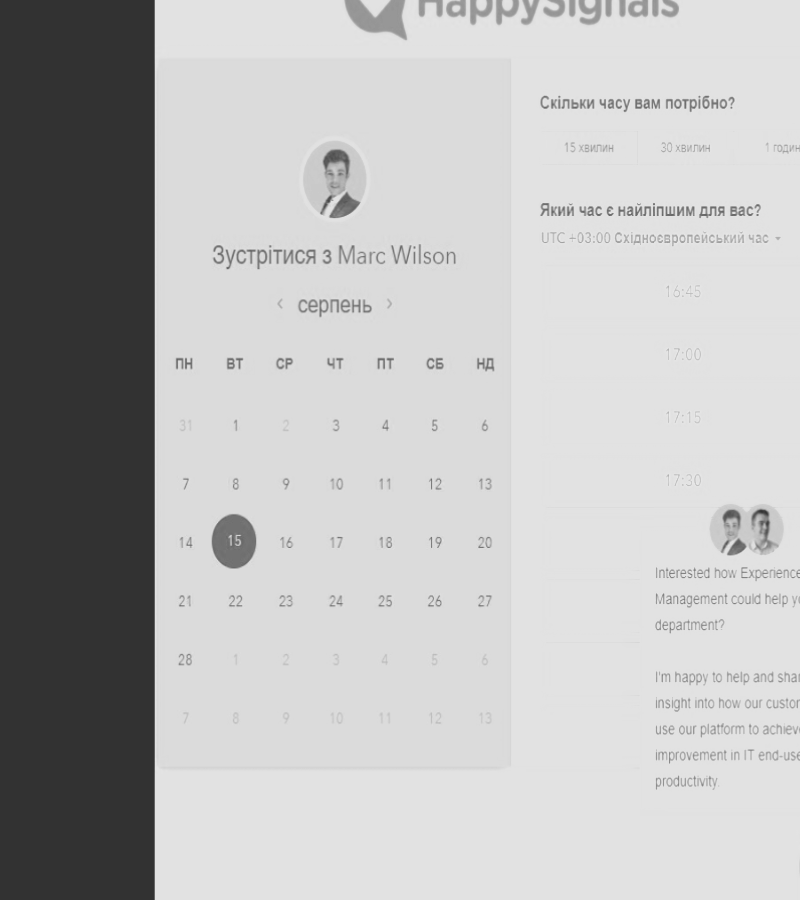 HappySignals
Зустрітися з Marc Wilson
‹ серпень ›
ПН ВТ СР ЧТ ПТ СБ НД
31 1 2 3 4 5 6
7 8 9 10 11 12 13
14 15 16 17 18 19 20
21 22 23 24 25 26 27
28 1 2 3 4 5 6
7 8 9 10 11 12 13
Скільки часу вам потрібно?
15 хвилин 30 хвилин 1 годин
Який час є найліпшим для вас?
UTC +03:00 Східноєвропейський час
16:45
17:00
17:15
17:30
Interested how Experience
Management could help yo
department?
I'm happy to help and shar
insight into how our custom
use our platform to achieve
improvement in IT end-use
productivity.